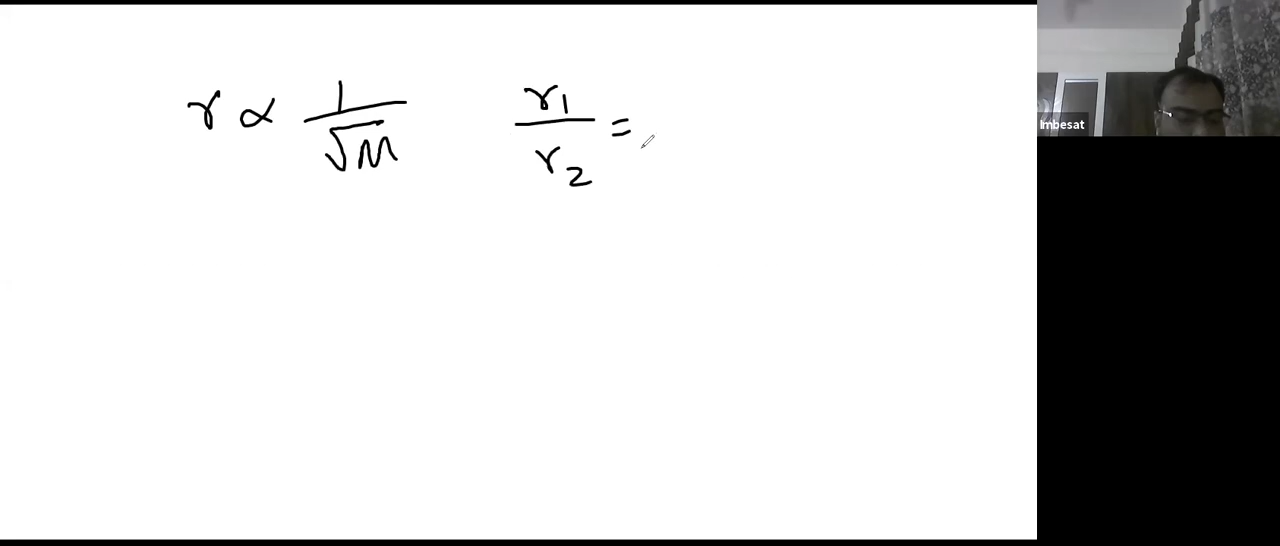 r ∝ 1/√M    r₁/r₂ =
Imbesat